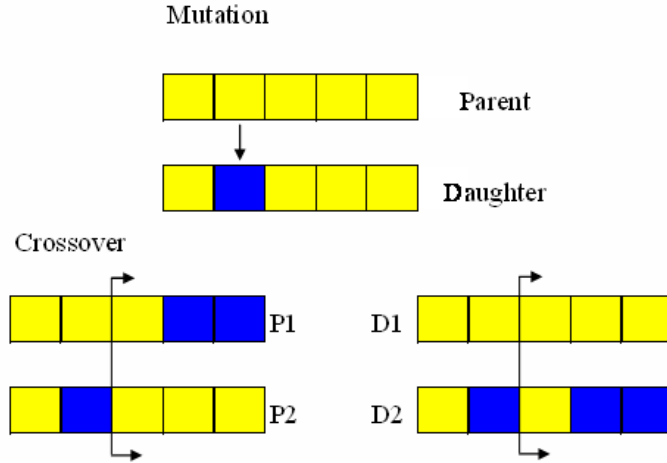 Mutation
Parent
Daughter
Crossover
P1 D1
P2 D2